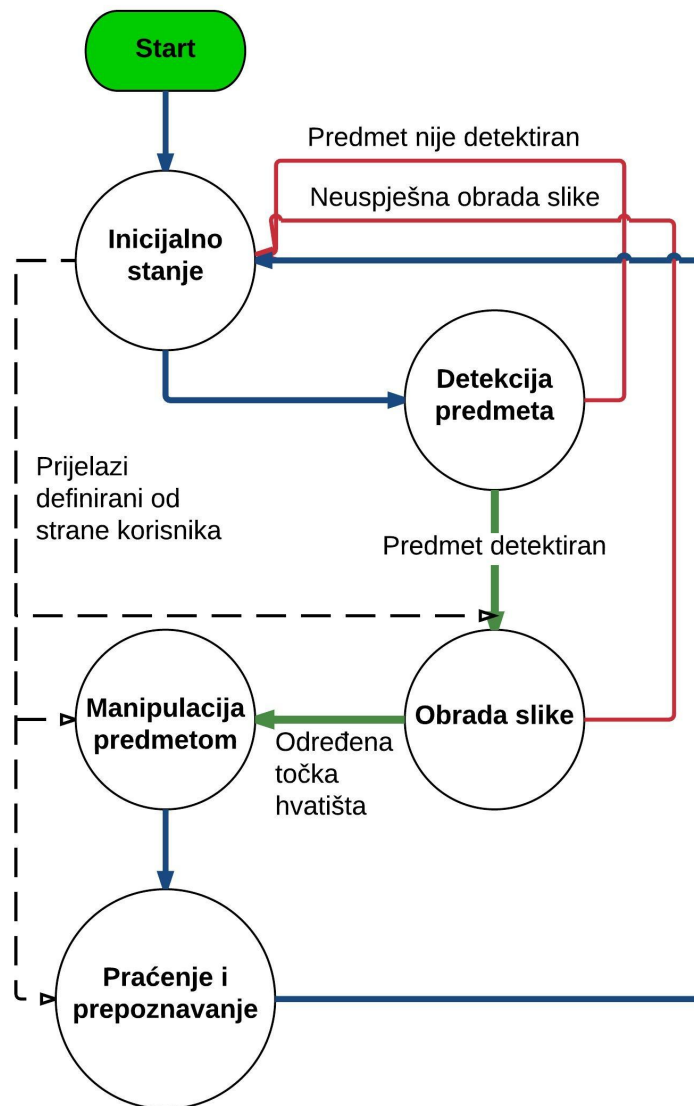 Start
Predmet nije detektiran
Neuspješna obrada slike
Inicijalno
stanje
Detekcija
predmeta
Prijelazi
definirani od
strane korisnika
Predmet detektiran
Manipulacija
predmetom
Obrada slike
Određena
točka
hvatišta
Praćenje i
prepoznavanje